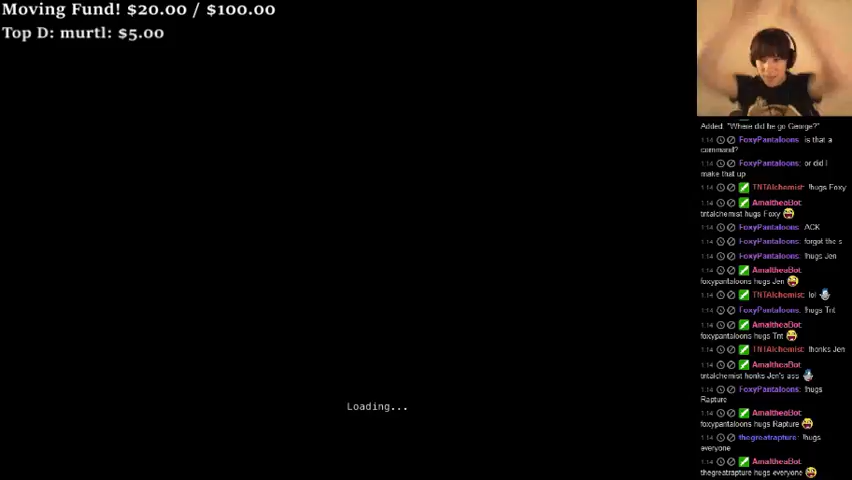 Moving Fund! $20.00 / $100.00
Top D: murtl: $5.00
Loading...
Added: "Where did he go George?"
1:14 FoxyPantaloons: is that a
command?
1:14 FoxyPantaloons: or did I
make that up
1:14 TNTAlchemist: !hugs Foxy
1:14 AmaltheaBot:
tntalchemist hugs Foxy
1:14 FoxyPantaloons: ACK
1:14 FoxyPantaloons: forgot the s
1:14 FoxyPantaloons: !hugs Jen
1:14 AmaltheaBot:
foxypantaloons hugs Jen
1:14 TNTAlchemist: lol
1:14 FoxyPantaloons: !hugs Tnt
1:14 AmaltheaBot:
foxypantaloons hugs Tnt
1:14 TNTAlchemist: !honks Jen
1:14 AmaltheaBot:
tntalchemist honks Jen's ass
1:14 FoxyPantaloons: !hugs
Rapture
1:14 AmaltheaBot:
foxypantaloons hugs Rapture
1:14 thegreatrapture: !hugs
everyone
1:14 AmaltheaBot:
thegreatrapture hugs everyone